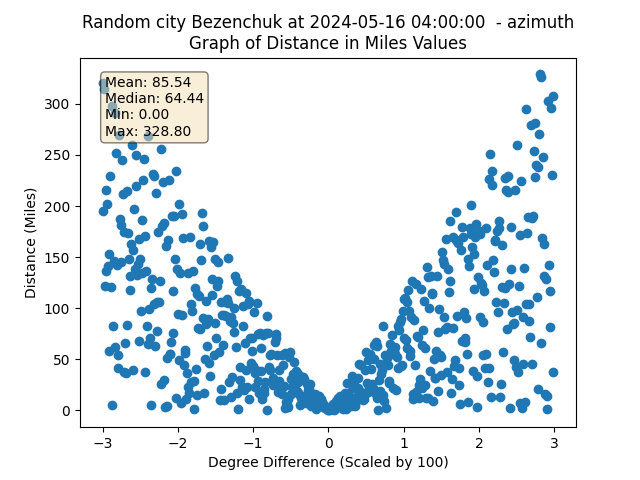 Random city Bezenchuk at 2024-05-16 04:00:00  - azimuth
Graph of Distance in Miles Values
Mean: 85.54
Median: 64.44
Min: 0.00
Max: 328.80
Distance (Miles)
300
250
200
150
100
50
0
−3 −2 −1 0 1 2 3
Degree Difference (Scaled by 100)